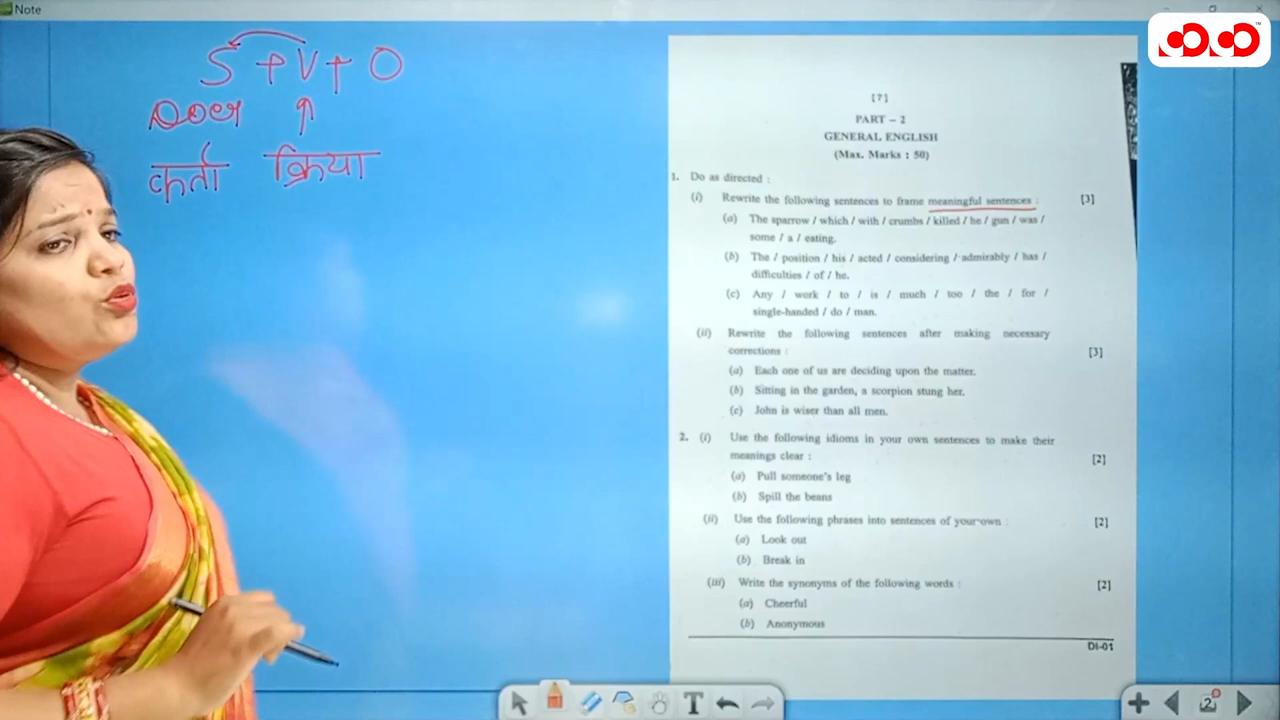 Note
S + V + O
Doer
कर्ता क्रिया
[7]
PART – 2
GENERAL ENGLISH
(Max. Marks : 50)
1. Do as directed :
(i) Rewrite the following sentences to frame meaningful sentences : [3]
(a) The sparrow / which / with / crumbs / killed / he / gun / was /
some / a / eating.
(b) The / position / his / acted / considering / admirably / has /
difficulties / of / he.
(c) Any / work / to / is / much / too / the / for /
single-handed / do / man.
(ii) Rewrite the following sentences after making necessary
corrections : [3]
(a) Each one of us are deciding upon the matter.
(b) Sitting in the garden, a scorpion stung her.
(c) John is wiser than all men.
2. (i) Use the following idioms in your own sentences to make their
meanings clear : [2]
(a) Pull someone's leg
(b) Spill the beans
(ii) Use the following phrases into sentences of your own : [2]
(a) Look out
(b) Break in
(iii) Write the synonyms of the following words : [2]
(a) Cheerful
(b) Anonymous
DI-01
T
2